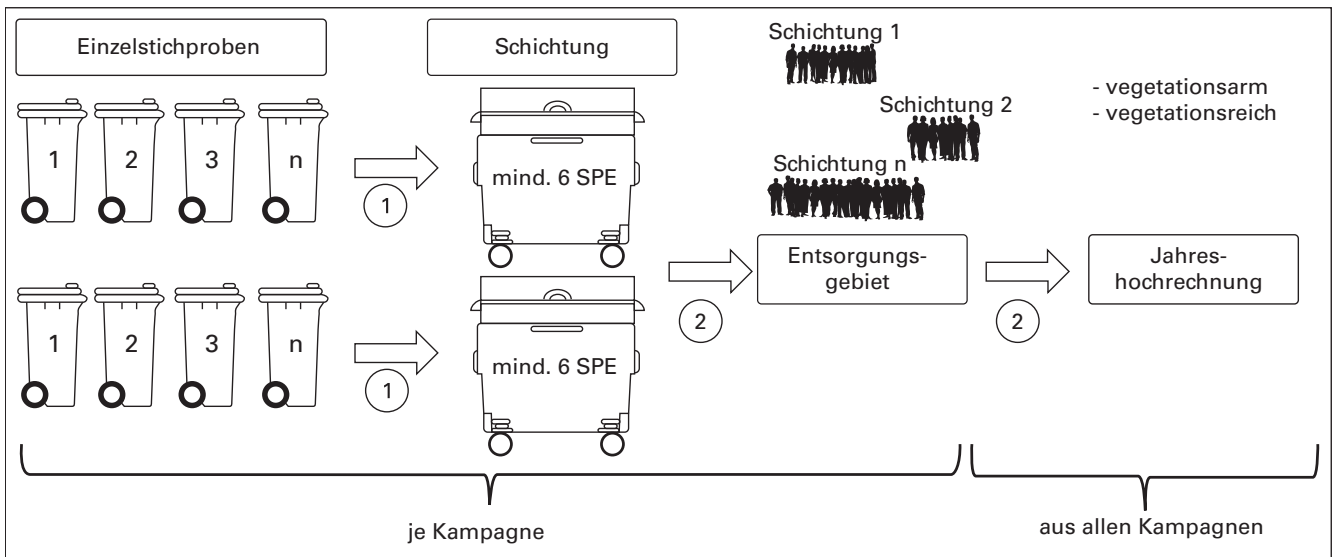 Einzelstichproben
Schichtung
Schichtung 1
Schichtung 2
Schichtung n
- vegetationsarm
- vegetationsreich
1
2
3
n
1
mind. 6 SPE
Entsorgungs-
gebiet
Jahres-
hochrechnung
2
2
1
2
3
n
1
mind. 6 SPE
je Kampagne
aus allen Kampagnen